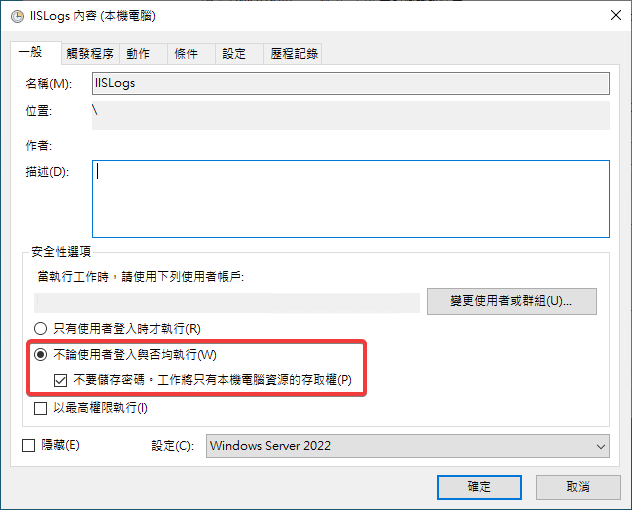 IISLogs 內容 (本機電腦)
一般 觸發程序 動作 條件 設定 歷程記錄
名稱(M): IISLogs
位置: \
作者:
描述(D):
安全性選項
當執行工作時，請使用下列使用者帳戶:
變更使用者或群組(U)...
只有使用者登入時才執行(R)
不論使用者登入與否均執行(W)
不要儲存密碼。工作將只有本機電腦資源的存取權(P)
以最高權限執行(I)
隱藏(E) 設定(C): Windows Server 2022
確定 取消